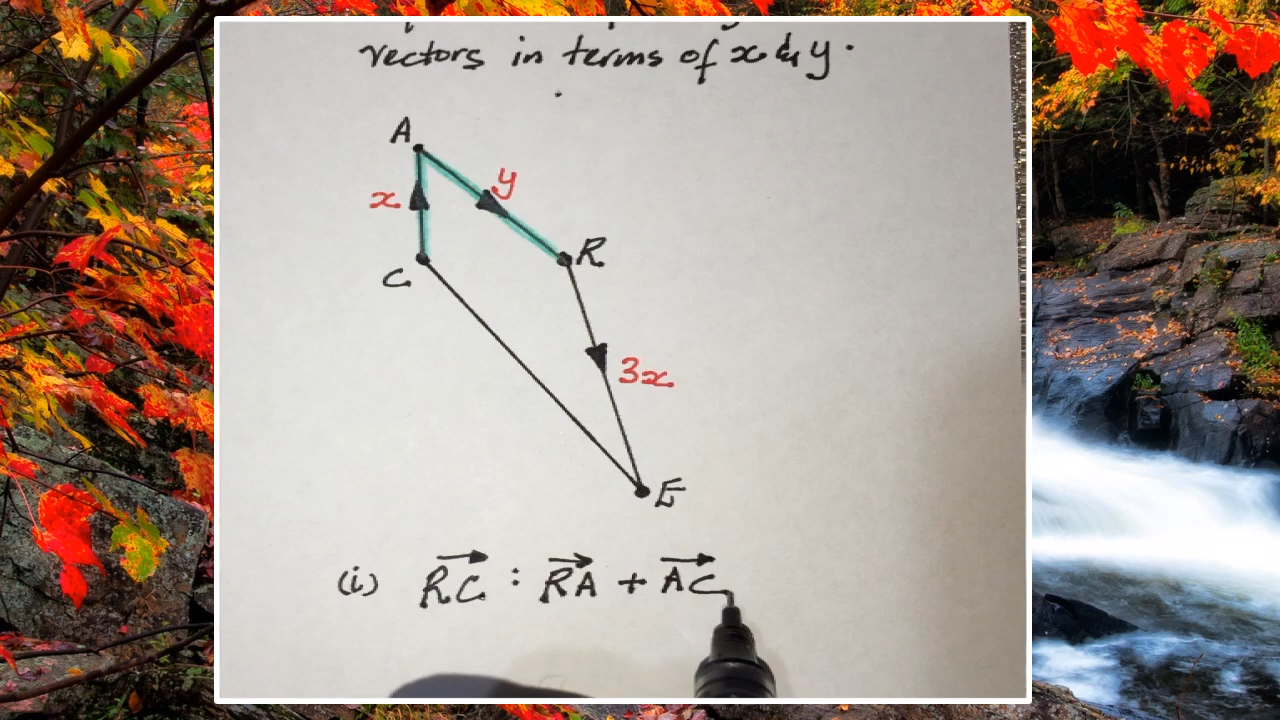 vectors in terms of x & y.
A
y
x
R
C
3x
E
(i) RC : RA + AC